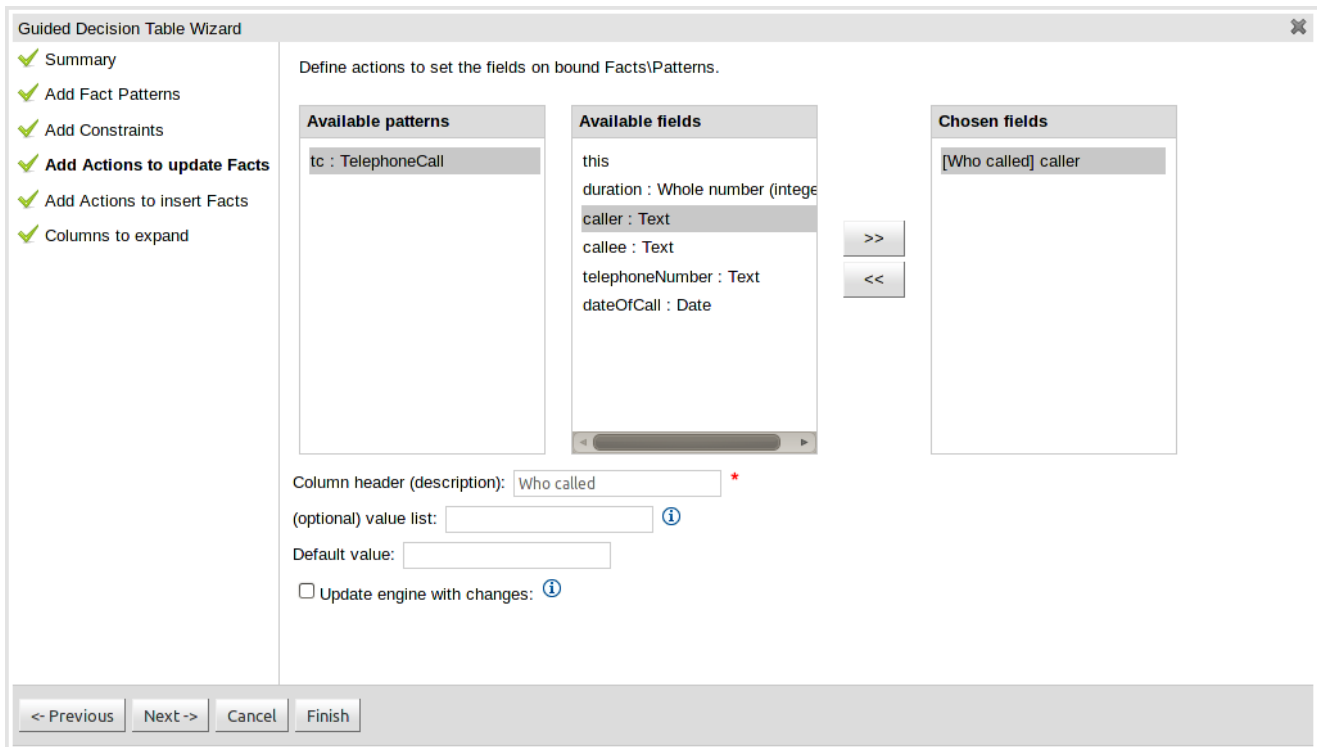 Guided Decision Table Wizard
Summary
Add Fact Patterns
Add Constraints
Add Actions to update Facts
Add Actions to insert Facts
Columns to expand
Define actions to set the fields on bound Facts\Patterns.
Available patterns
tc : TelephoneCall
Available fields
this
duration : Whole number (intege
caller : Text
callee : Text
telephoneNumber : Text
dateOfCall : Date
>>
<<
Chosen fields
[Who called] caller
Column header (description): Who called *
(optional) value list:
Default value:
Update engine with changes:
<- Previous Next -> Cancel Finish